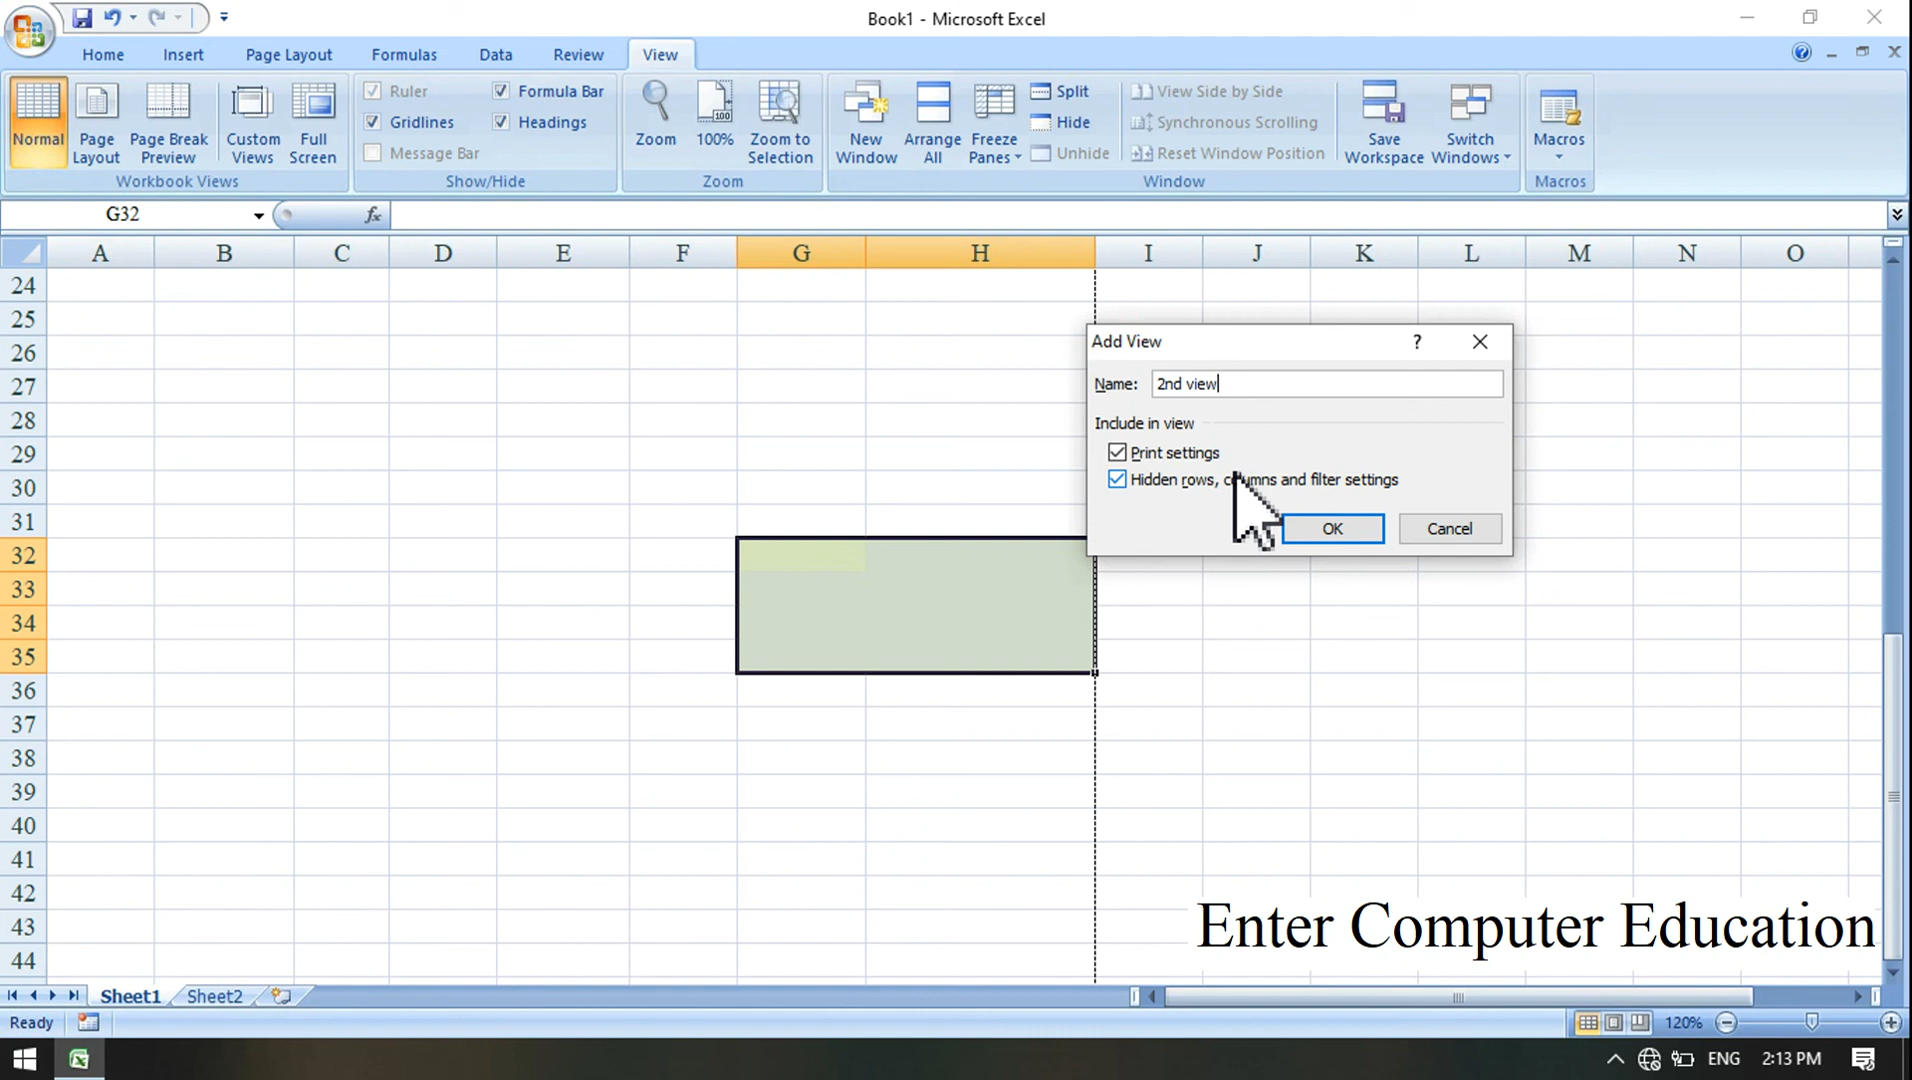 Book1 - Microsoft Excel
Home Insert Page Layout Formulas Data Review View
Normal Page Layout Page Break Preview Custom Views Full Screen
Workbook Views
Ruler Formula Bar
Gridlines Headings
Message Bar
Show/Hide
Zoom 100% Zoom to Selection
Zoom
New Window Arrange All Freeze Panes
Split
Hide
Unhide
View Side by Side
Synchronous Scrolling
Reset Window Position
Save Workspace Switch Windows
Window
Macros
Macros
G32 fx
A B C D E F G H I J K L M N O
24
25
26
27
28
29
30
31
32
33
34
35
36
37
38
39
40
41
42
43
44
Add View ?
Name: 2nd view
Include in view
Print settings
Hidden rows, columns and filter settings
OK Cancel
Enter Computer Education
Sheet1 Sheet2
Ready 120%
ENG 2:13 PM